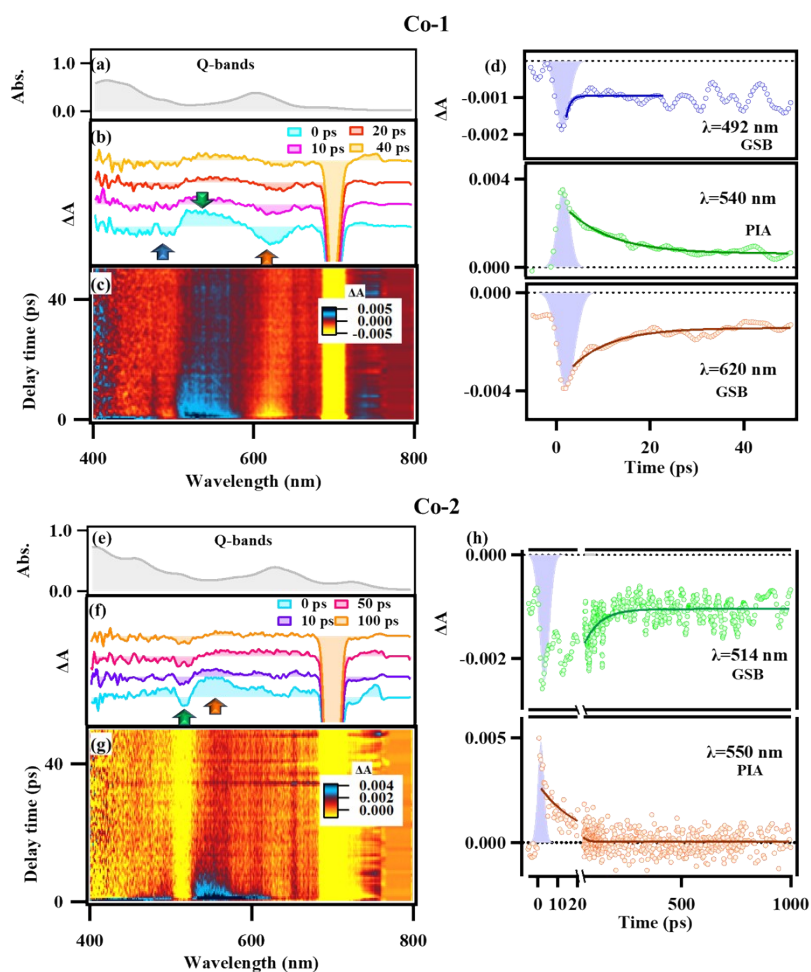 Co-1
(a)
Q-bands
Abs.
1.0
0.0
(b)
0 ps
20 ps
10 ps
40 ps
ΔA
(c)
ΔA
0.005
0.000
-0.005
Delay time (ps)
40
0
400
600
800
Wavelength (nm)
(d)
ΔA
-0.001
-0.002
λ=492 nm
GSB
0.004
0.000
λ=540 nm
PIA
0.000
-0.004
λ=620 nm
GSB
0
20
40
Time (ps)
Co-2
(e)
Q-bands
Abs.
1.0
0.0
(f)
0 ps
50 ps
10 ps
100 ps
ΔA
(g)
ΔA
0.004
0.002
0.000
Delay time (ps)
40
0
400
600
800
Wavelength (nm)
(h)
ΔA
0.000
-0.002
λ=514 nm
GSB
0.005
0.000
λ=550 nm
PIA
0
10
20
500
1000
Time (ps)